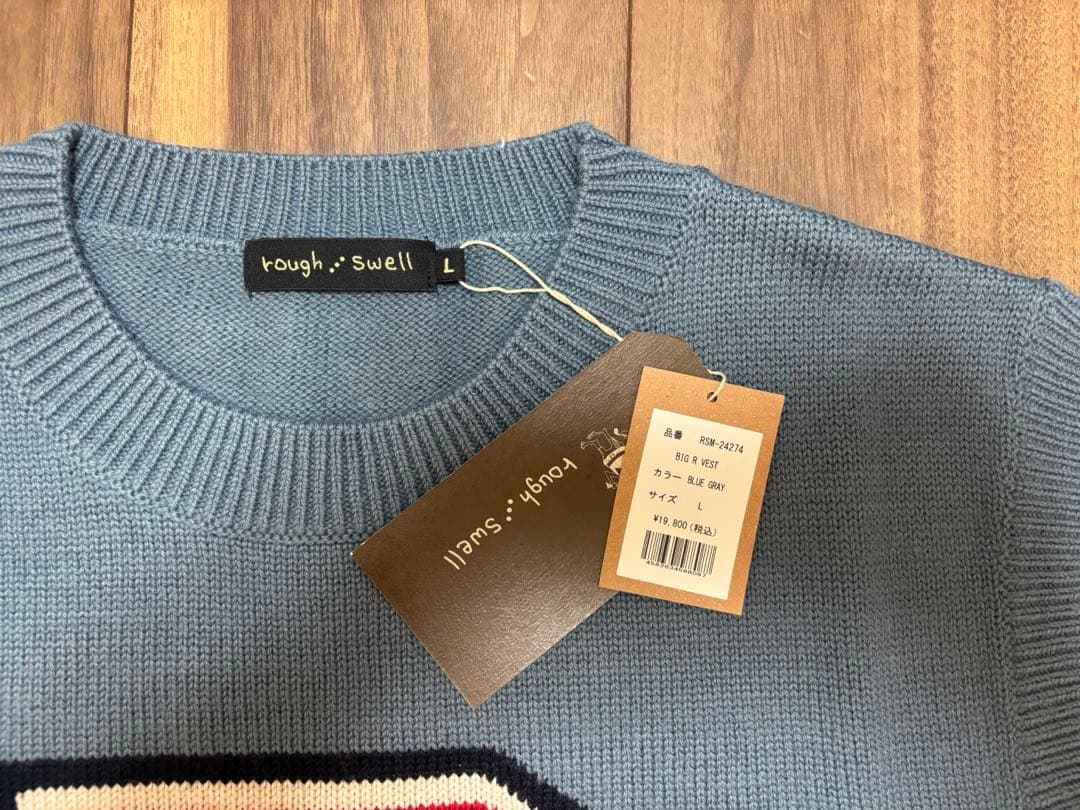 rough swell
L
rough swell
品番 RSM-24274
BIG R VEST
カラー BLUE GRAY
サイズ L
¥19,800(税込)